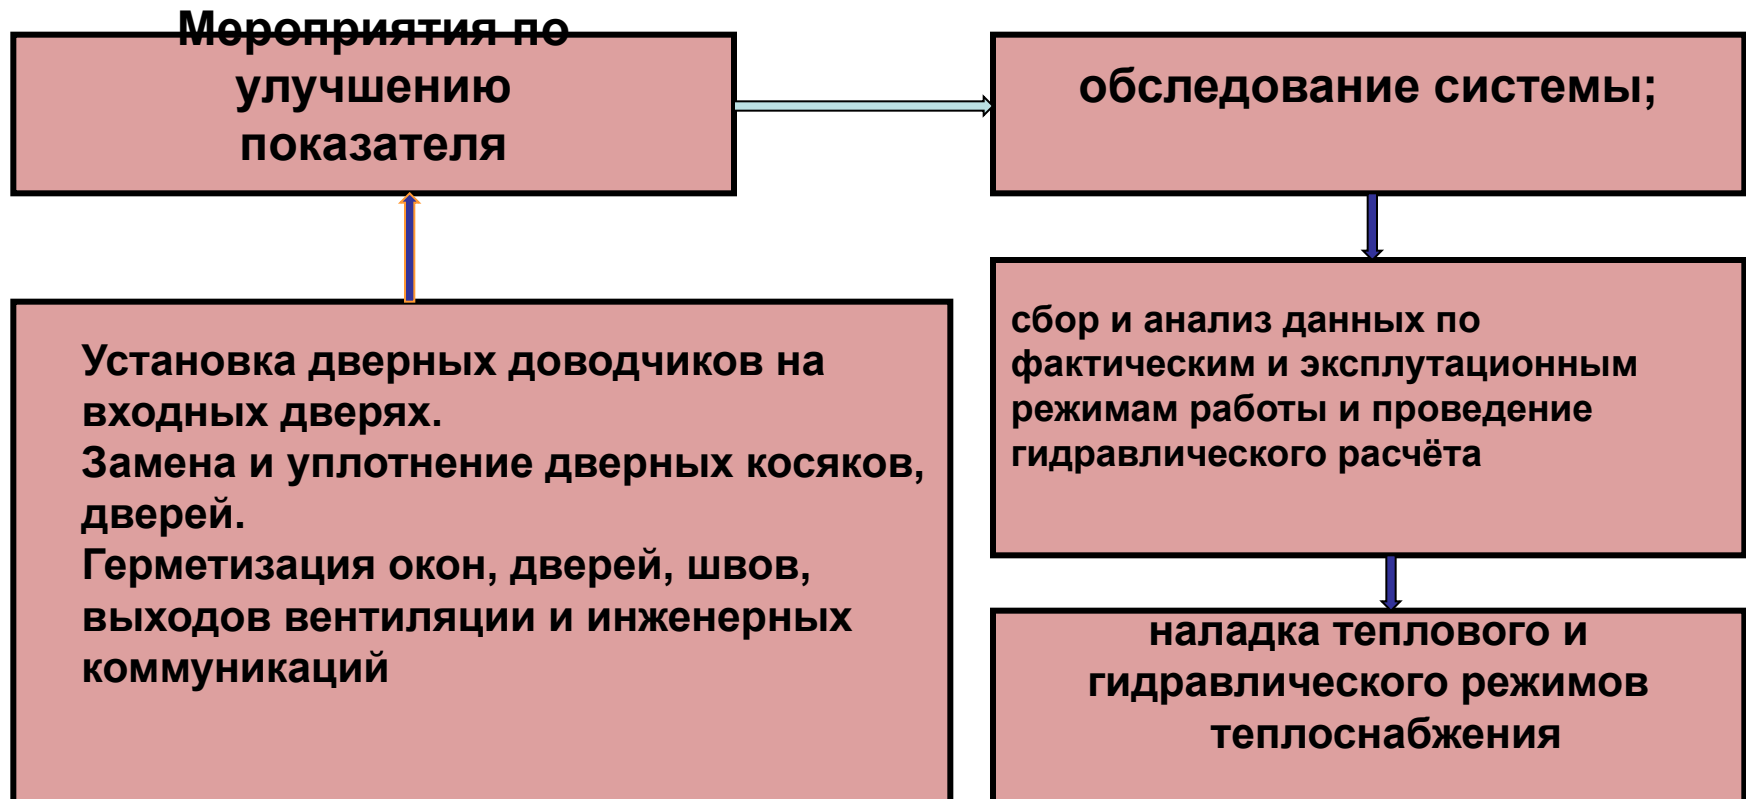 Мероприятия по
улучшению
показателя
обследование системы;
Установка дверных доводчиков на
входных дверях.
Замена и уплотнение дверных косяков,
дверей.
Герметизация окон, дверей, швов,
выходов вентиляции и инженерных
коммуникаций
сбор и анализ данных по
фактическим и эксплутационным
режимам работы и проведение
гидравлического расчёта
наладка теплового и
гидравлического режимов
теплоснабжения